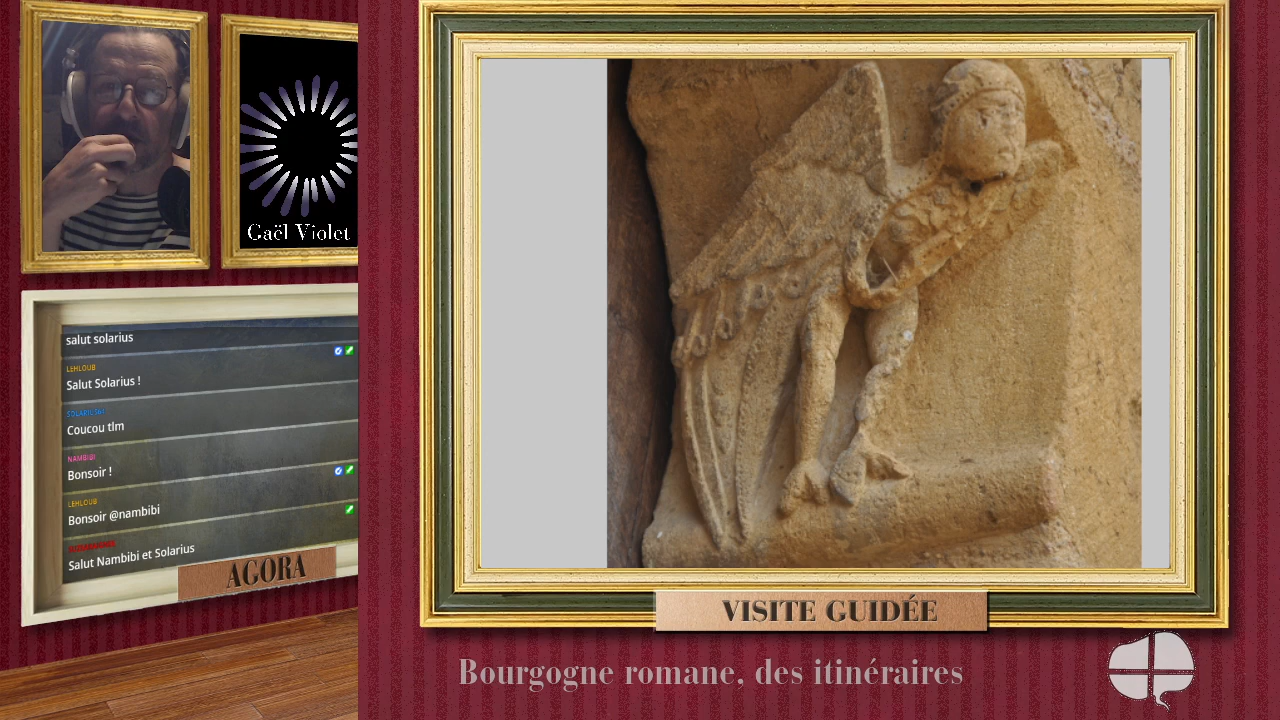 Gaël Violet
salut solarius
LEHLOUB
Salut Solarius !
Coucou tlm
NAMBIBI
Bonsoir !
LEHLOUB
Bonsoir @nambibi
Salut Nambibi et Solarius
AGORA
VISITE GUIDÉE
Bourgogne romane, des itinéraires